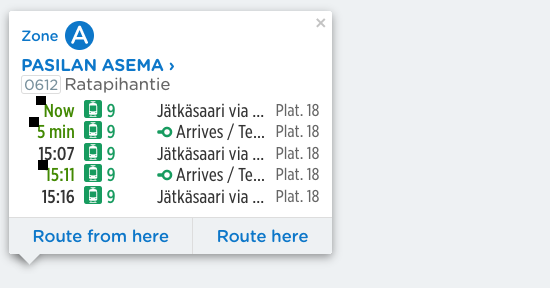 Zone A
PASILAN ASEMA ›
0612 Ratapihantie
Now 9 Jätkäsaari via ... Plat. 18
5 min 9 Arrives / Te... Plat. 18
15:07 9 Jätkäsaari via ... Plat. 18
15:11 9 Arrives / Te... Plat. 18
15:16 9 Jätkäsaari via ... Plat. 18
Route from here Route here